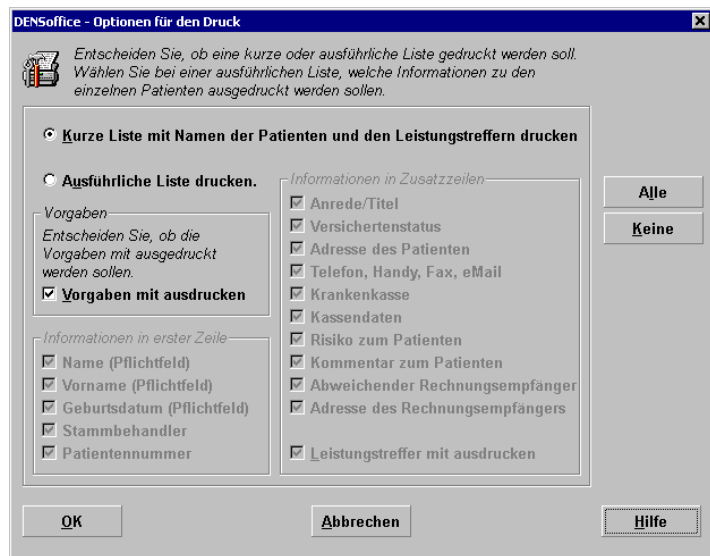 DENSoffice - Optionen für den Druck
Entscheiden Sie, ob eine kurze oder ausführliche Liste gedruckt werden soll.
Wählen Sie bei einer ausführlichen Liste, welche Informationen zu den
einzelnen Patienten ausgedruckt werden sollen.
Kurze Liste mit Namen der Patienten und den Leistungstreffern drucken
Ausführliche Liste drucken.
Vorgaben
Entscheiden Sie, ob die
Vorgaben mit ausgedruckt
werden sollen.
Vorgaben mit ausdrucken
Informationen in erster Zeile
Name (Pflichtfeld)
Vorname (Pflichtfeld)
Geburtsdatum (Pflichtfeld)
Stammbehandler
Patientennummer
Informationen in Zusatzzeilen
Anrede/Titel
Versichertenstatus
Adresse des Patienten
Telefon, Handy, Fax, eMail
Krankenkasse
Kassendaten
Risiko zum Patienten
Kommentar zum Patienten
Abweichender Rechnungsempfänger
Adresse des Rechnungsempfängers
Leistungstreffer mit ausdrucken
Alle
Keine
OK
Abbrechen
Hilfe